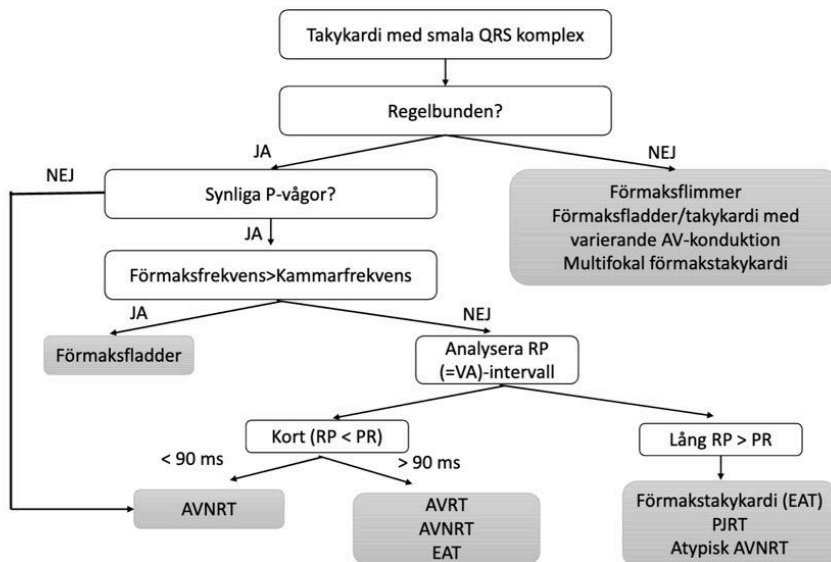 Takykardi med smala QRS komplex
Regelbunden?
JA
NEJ
NEJ
Synliga P-vågor?
Förmaksflimmer
Förmaksfladder/takykardi med
varierande AV-konduktion
Multifokal förmakstakykardi
JA
Förmaksfrekvens>Kammarfrekvens
JA
NEJ
Förmaksfladder
Analysera RP
(=VA)-intervall
Kort (RP < PR)
Lång RP > PR
< 90 ms
> 90 ms
AVNRT
AVRT
AVNRT
EAT
Förmakstakykardi (EAT)
PJRT
Atypisk AVNRT